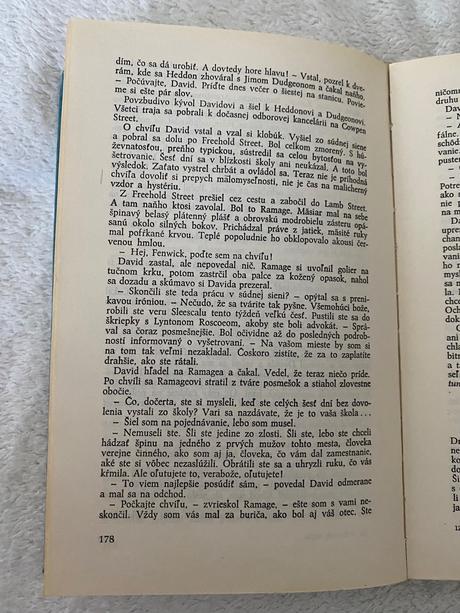 dím, čo sa dá urobiť. A dovtedy hore hlavu! – Vstal, pozrel k dve-
rám, kde sa Heddon zhováral s Jimom Dudgeonom a čakal naňho.
– Počúvajte, David. Príďte dnes večer o šiestej na stanicu. Povie-
me si ešte pár slov.
Povzbudivo kývol Davidovi a šiel k Heddonovi a Dudgeonovi.
Všetci traja sa pobrali k dočasnej odborovej kancelárii na Cowpen
Street.
O chvíľu David vstal a vzal si klobúk. Vyšiel zo súdnej siene
a pobral sa dolu po Freehold Street. Bol celkom zmorený. S hú-
ževnatosťou, preňho typickou, sústredil sa celou bytosťou na vy-
šetrovanie. Šesť dní sa v blízkosti školy ani neukázal. A toto bol
výsledok. Zaťato vystrel chrbát a ovládol sa. Teraz nie je príhodná
chvíľa dovoliť si prepych málomyseľnosti, nie je čas na malicherný
vzdor a hystériu.
Z Freehold Street prešiel cez cestu a zabočil do Lamb Street.
A tam naňho ktosi zavolal. Bol to Ramage. Mäsiar mal na sebe
špinavý belasý plátenný plášť a obrovskú modrobielu zásteru opá-
sanú okolo silných bokov. Prichádzal práve z jatiek, mäsité ruky
mal pofŕkané krvou. Teplé popoludnie ho obklopovalo akousi čer-
venou hmlou.
– Hej, Fenwick, poďte sem na chvíľu!
David zastal, ale nepovedal nič. Ramage si uvoľnil golier na
tučnom krku, potom zastrčil oba palce za kožený opasok, nahol
sa dozadu a skúmavo si Davida prezeral.
– Skončili ste teda prácu v súdnej sieni? – opýtal sa s preni-
kavou iróniou. – Nečudo, že sa tvárite tak pyšne. Všemohúci bože,
robili ste veru Sleescalu tento týždeň veľkú česť. Pustili ste sa do
škriepky s Lyntonom Roscoeom, akoby ste boli advokát. – Sprá-
val sa čoraz posmešnejšie. Bol očividne až do posledných podrob-
ností informovaný o vyšetrovaní. – Na vašom mieste by som si
na tom tak veľmi nezakladal. Čoskoro zistíte, že za to zaplatíte
drahšie, ako ste rátali.
David hľadel na Ramagea a čakal. Vedel, že teraz niečo príde.
Po chvíli sa Ramageovi stratil z tváre posmešok a stiahol zlovestne
obočie.
– Čo, dočerta, ste si mysleli, keď ste celých šesť dní bez dovo-
lenia vystali zo školy? Vari sa nazdávate, že je to vaša škola...
– Šiel som na pojednávanie, lebo som musel.
– Nemuseli ste. Šli ste jedine zo zlosti. Šli ste, lebo ste chceli
hádzať špinu na jedného z prvých mužov tohto mesta, človeka
verejne činného, ako som aj ja, človeka, čo vám dal zamestnanie,
aké ste si vôbec nezaslúžili. Obrátili ste sa a uhryzli ruku, čo vás
kŕmila. Ale oľutujete to, verabože, oľutujete!
– To viem najlepšie posúdiť sám, – povedal David odmerane
a mal sa na odchod.
– Počkajte chvíľu, – zvrieskol Ramage, – ešte som s vami ne-
skončil. Vždy som vás mal za buriča, ako bol aj váš otec. Ste
178